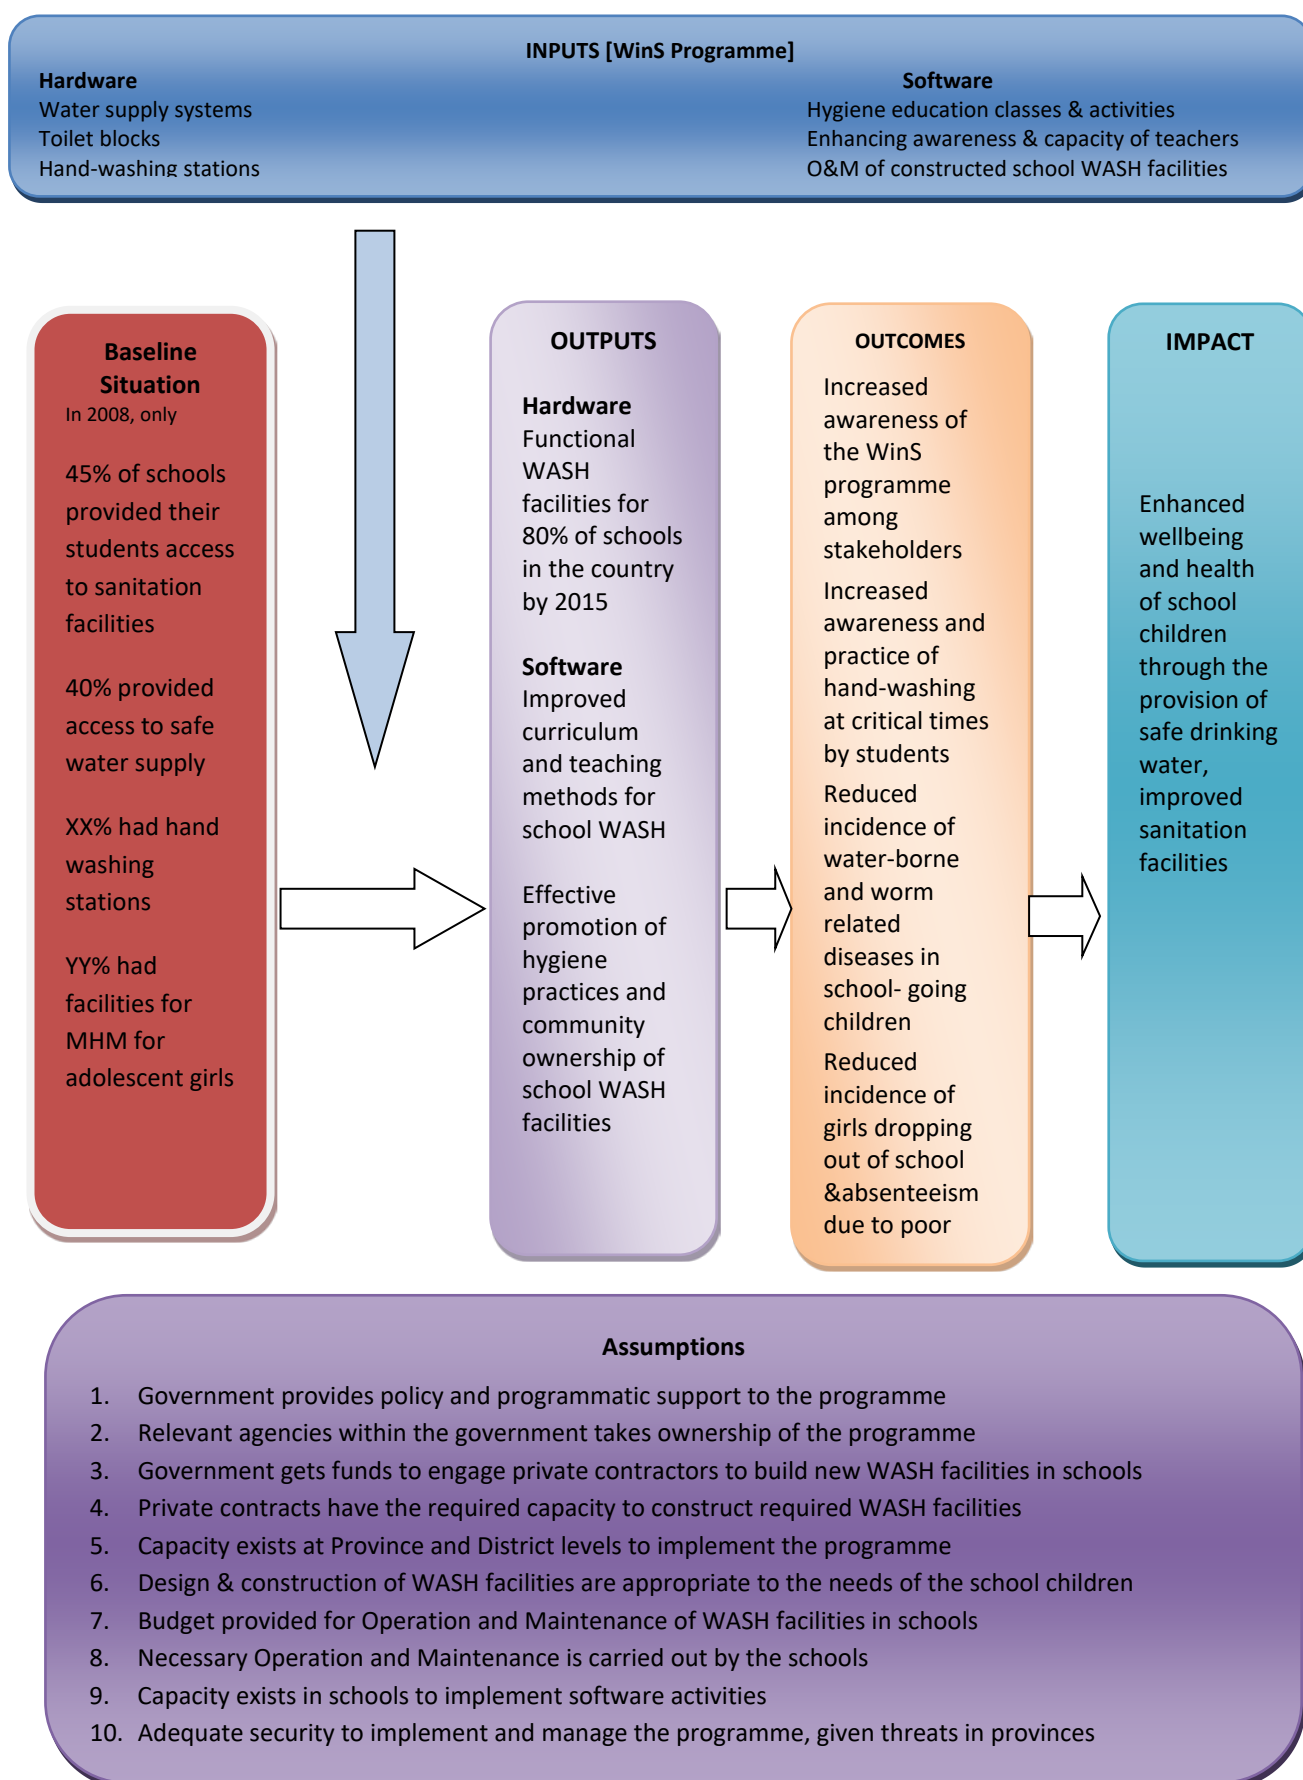 INPUTS [WinS Programme]
Hardware
Water supply systems
Toilet blocks
Hand-washing stations
Software
Hygiene education classes & activities
Enhancing awareness & capacity of teachers
O&M of constructed school WASH facilities
Baseline
Situation
In 2008, only
45% of schools
provided their
students access
to sanitation
facilities
40% provided
access to safe
water supply
XX% had hand
washing
stations
YY% had
facilities for
MHM for
adolescent girls
OUTPUTS
Hardware
Functional
WASH
facilities for
80% of schools
in the country
by 2015
Software
Improved
curriculum
and teaching
methods for
school WASH
Effective
promotion of
hygiene
practices and
community
ownership of
school WASH
facilities
OUTCOMES
Increased
awareness of
the WinS
programme
among
stakeholders
Increased
awareness and
practice of
hand-washing
at critical times
by students
Reduced
incidence of
water-borne
and worm
related
diseases in
school- going
children
Reduced
incidence of
girls dropping
out of school
&absenteeism
due to poor
IMPACT
Enhanced
wellbeing
and health
of school
children
through the
provision of
safe drinking
water,
improved
sanitation
facilities
Assumptions
1. Government provides policy and programmatic support to the programme
2. Relevant agencies within the government takes ownership of the programme
3. Government gets funds to engage private contractors to build new WASH facilities in schools
4. Private contracts have the required capacity to construct required WASH facilities
5. Capacity exists at Province and District levels to implement the programme
6. Design & construction of WASH facilities are appropriate to the needs of the school children
7. Budget provided for Operation and Maintenance of WASH facilities in schools
8. Necessary Operation and Maintenance is carried out by the schools
9. Capacity exists in schools to implement software activities
10. Adequate security to implement and manage the programme, given threats in provinces